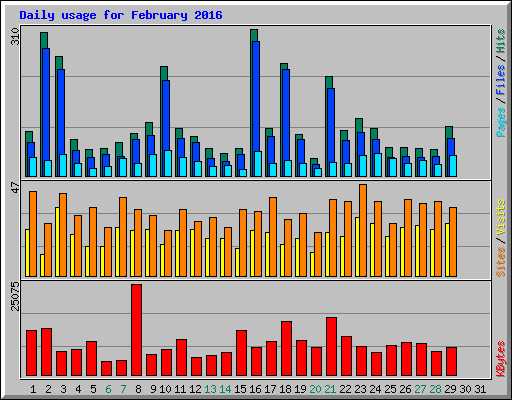 Daily usage for February 2016
310
Pages / Files / Hits
47
Sites / Visits
25075
KBytes
1 2 3 4 5 6 7 8 9 10 11 12 13 14 15 16 17 18 19 20 21 22 23 24 25 26 27 28 29 30 31